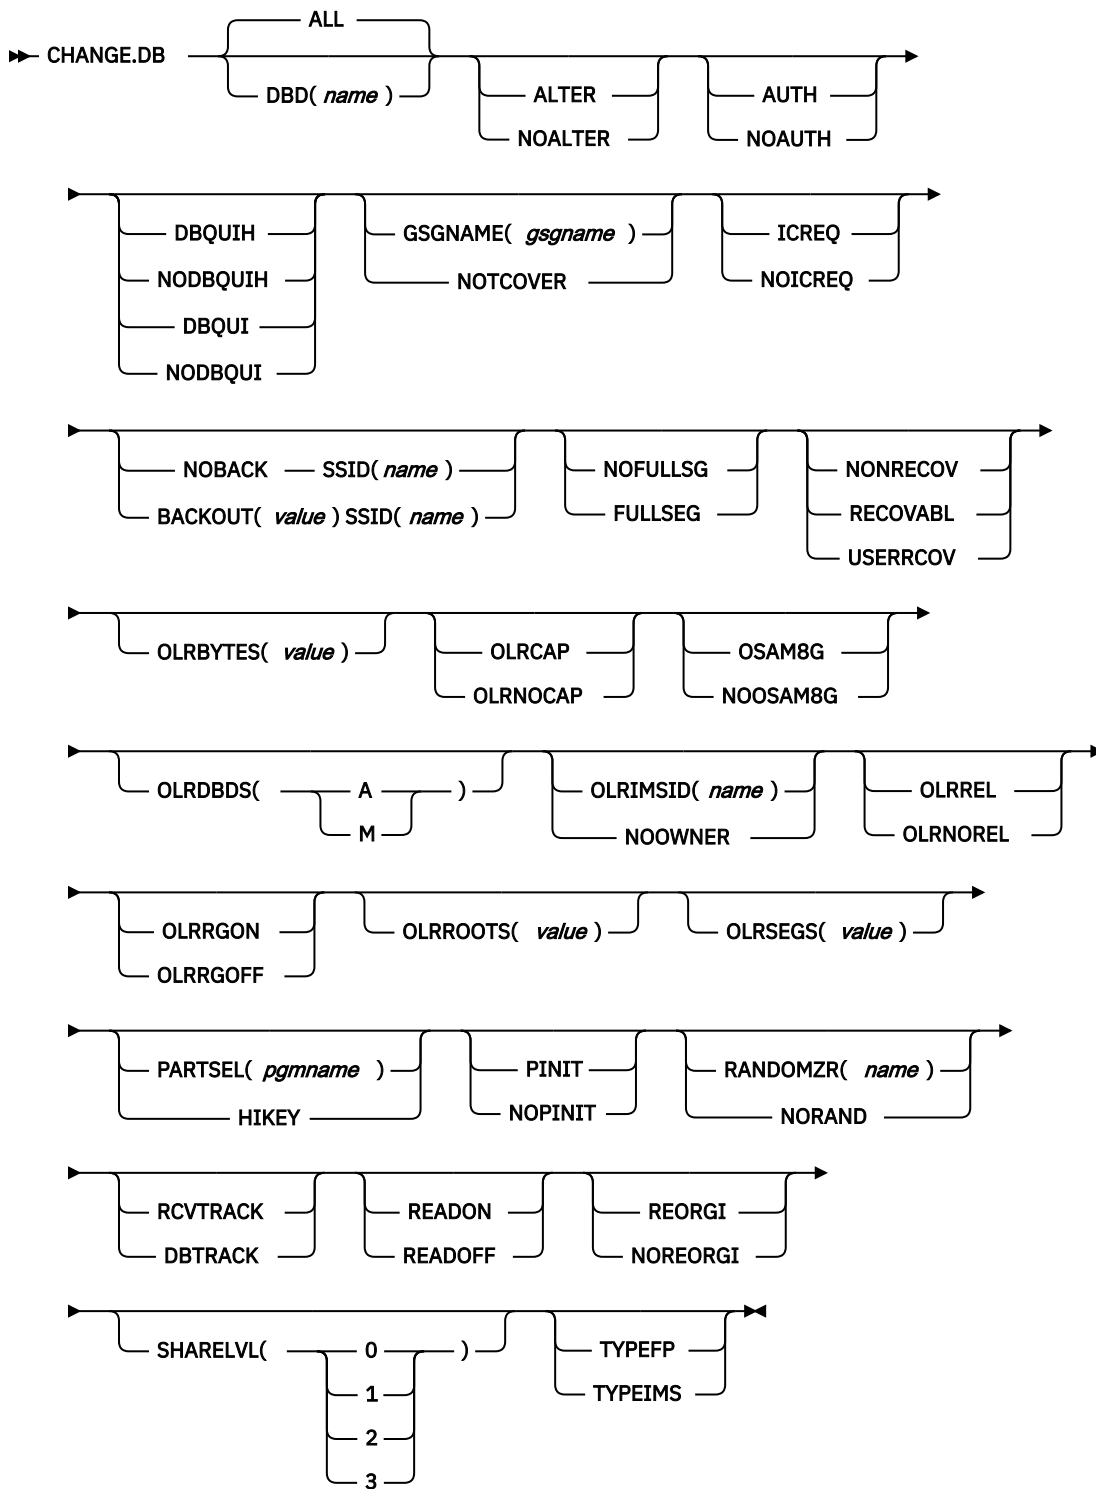 ALL
CHANGE.DB
DBD( name )
ALTER
NOALTER
AUTH
NOAUTH
DBQUIH
NODBQUIH
DBQUI
NODBQUI
GSGNAME( gsgname )
NOTCOVER
ICREQ
NOICREQ
NOBACK SSID( name )
BACKOUT( value ) SSID( name )
NOFULLSG
FULLSEG
NONRECOV
RECOVABL
USERRCOV
OLRBYTES( value )
OLRCAP
OLRNOCAP
OSAM8G
NOOSAM8G
OLRDBDS( A )
M
OLRIMSID( name )
NOOWNER
OLRREL
OLRNOREL
OLRRGON
OLRRGOFF
OLRROOTS( value )
OLRSEGS( value )
PARTSEL( pgmname )
HIKEY
PINIT
NOPINIT
RANDOMZR( name )
NORAND
RCVTRACK
DBTRACK
READON
READOFF
REORGI
NOREORGI
SHARELVL( 0 )
1
2
3
TYPEFP
TYPEIMS